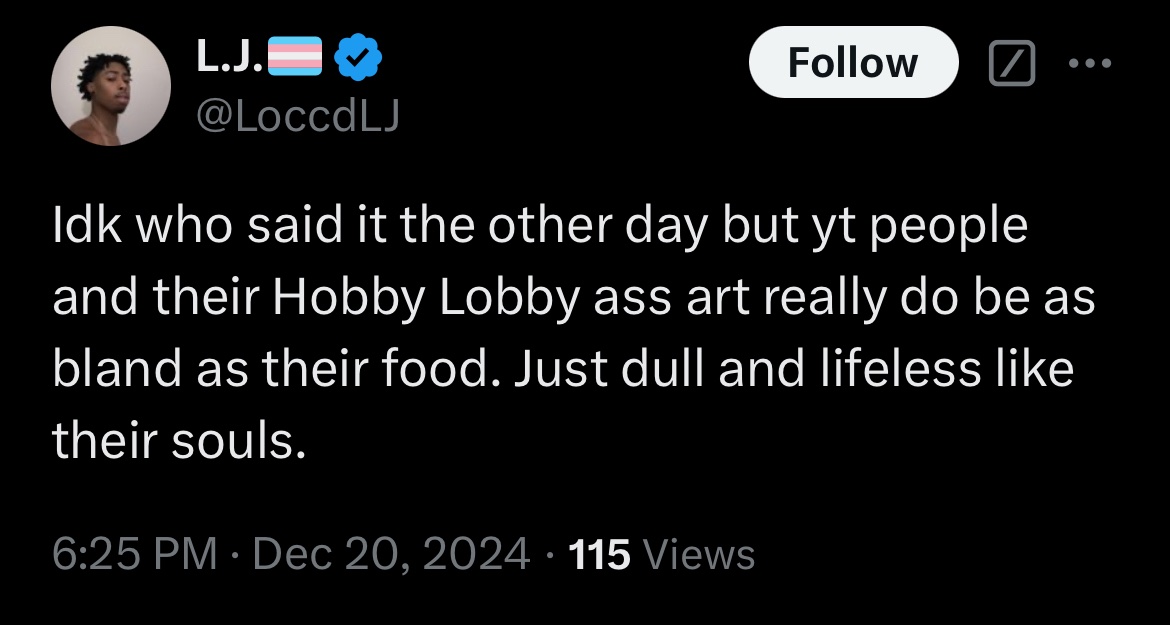 L.J.🏳️‍⚧️
Follow
@LoccdLJ
Idk who said it the other day but yt people
and their Hobby Lobby ass art really do be as
bland as their food. Just dull and lifeless like
their souls.
6:25 PM · Dec 20, 2024 · 115 Views